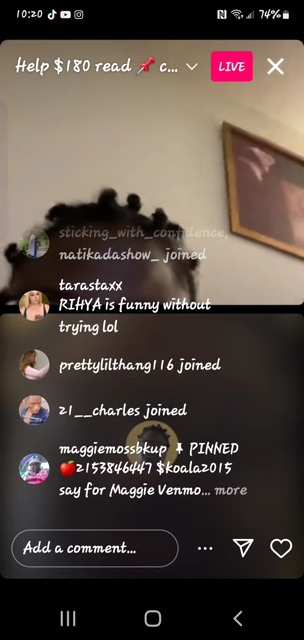 10:20
74%
Help $180 read 📌 c...
LIVE
sticking_with_confidence,
natikadashow_ joined
tarastaxx
RIHYA is funny without
trying lol
prettylilthang116 joined
21__charles joined
maggiemossbkup 📌 PINNED
🍎2153846447 $koala2015
say for Maggie Venmo... more
Add a comment...